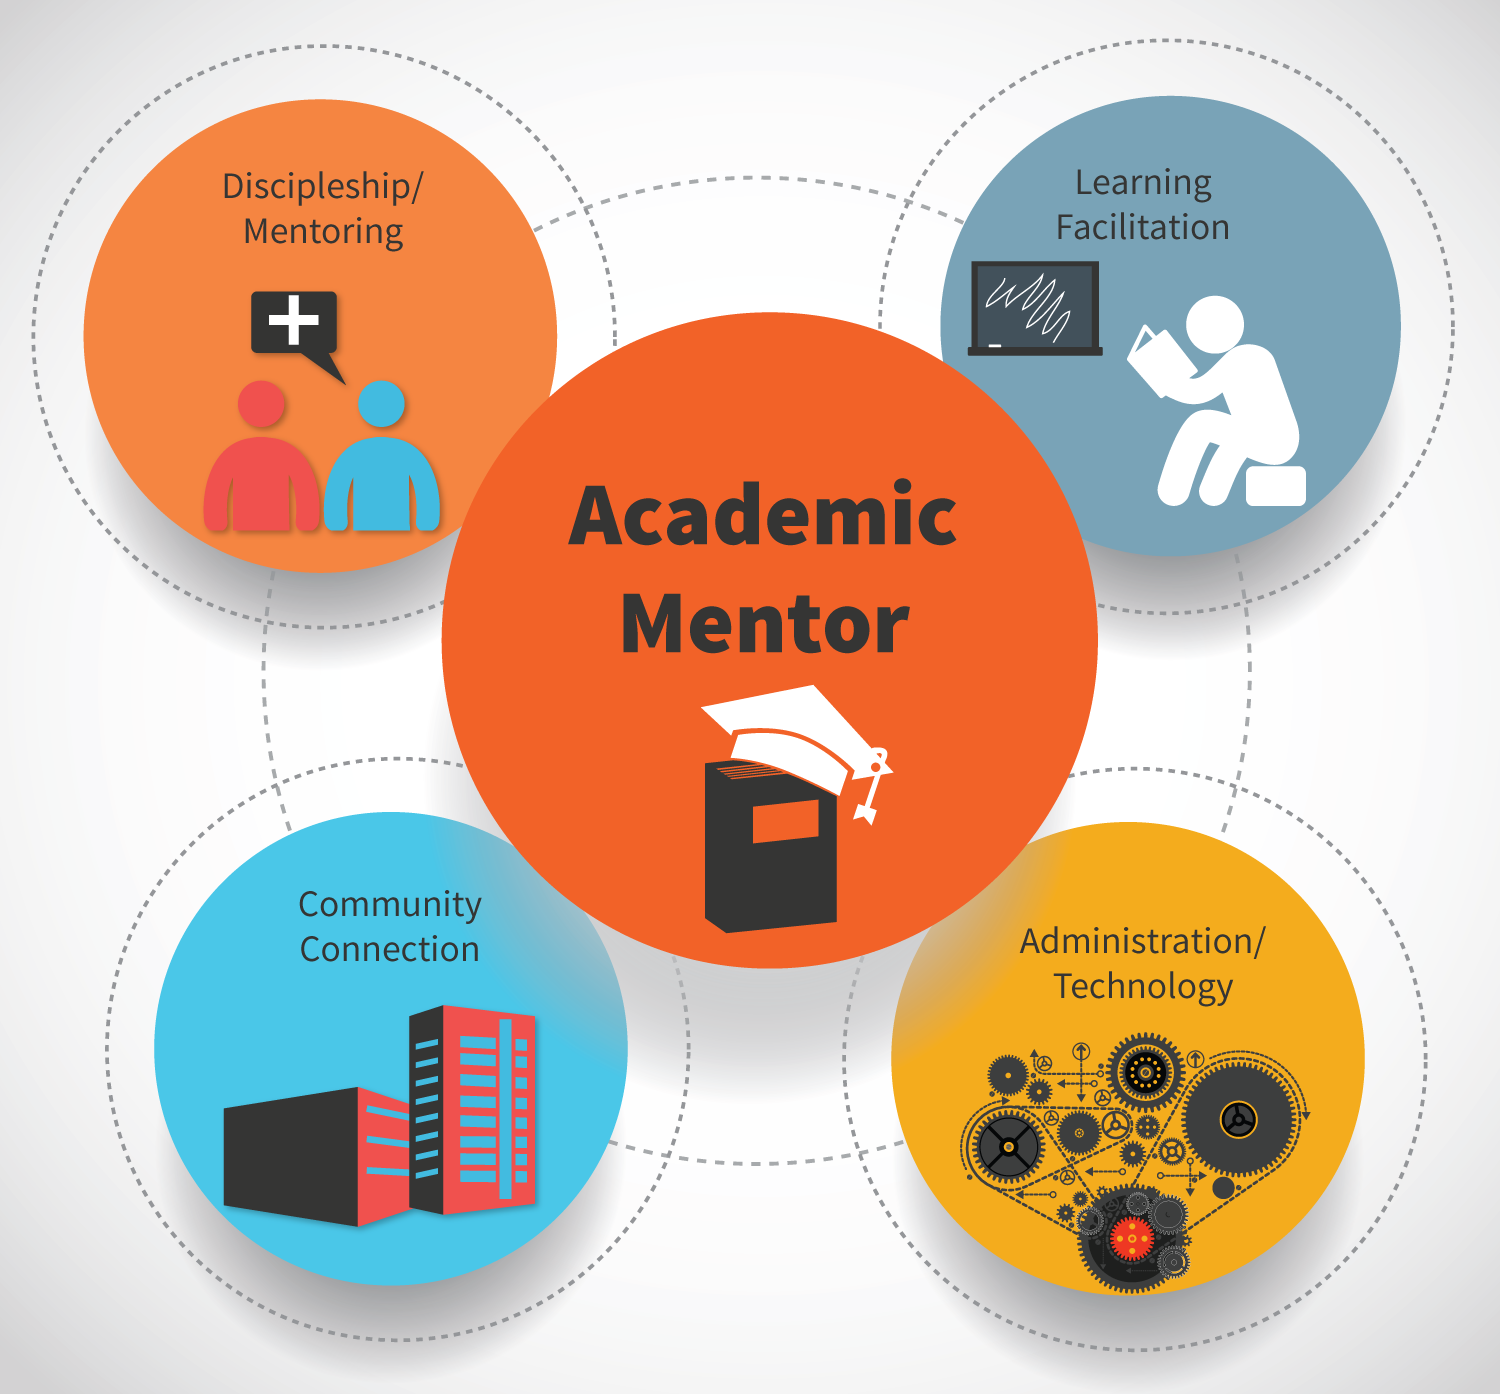 Discipleship/
Mentoring
Learning
Facilitation
Academic
Mentor
Community
Connection
Administration/
Technology